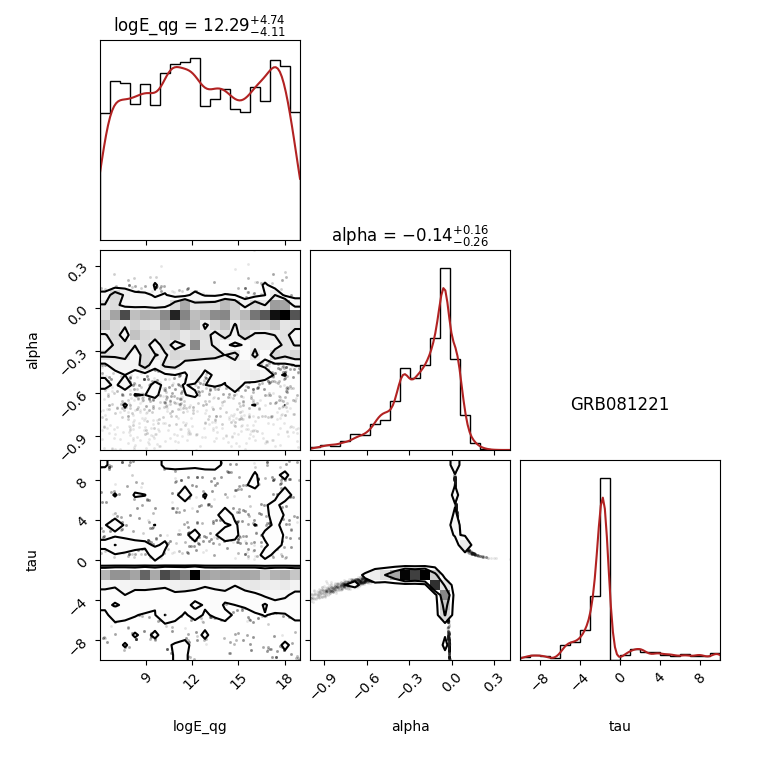 logE_qg = 12.29+4.74−4.11
alpha = −0.14+0.16−0.26
0.3
0.0
−0.3
−0.6
−0.9
alpha
GRB081221
8
4
0
−4
−8
tau
9 12 15 18
−0.9 −0.6 −0.3 0.0 0.3
−8 −4 0 4 8
logE_qg alpha tau